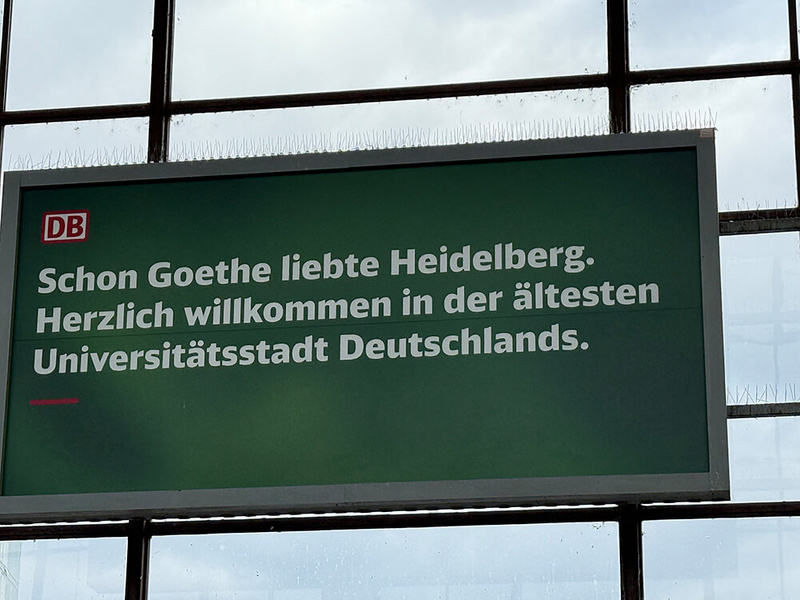 DB
Schon Goethe liebte Heidelberg.
Herzlich willkommen in der ältesten
Universitätsstadt Deutschlands.